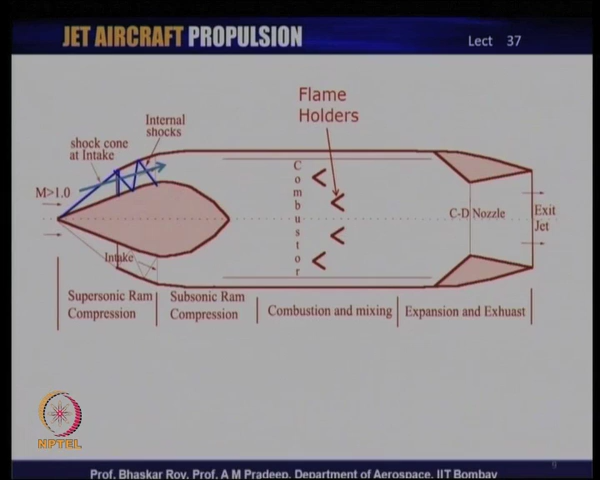 JET AIRCRAFT PROPULSION
Lect 37
Flame
Holders
Internal
shocks
shock cone
at Intake
M>1.0
Combustor
C-D Nozzle
Exit
Jet
Intake
Supersonic Ram
Compression
Subsonic Ram
Compression
Combustion and mixing
Expansion and Exhuast
NPTEL
9
Prof. Bhaskar Roy, Prof. A M Pradeep, Department of Aerospace, IIT Bombay